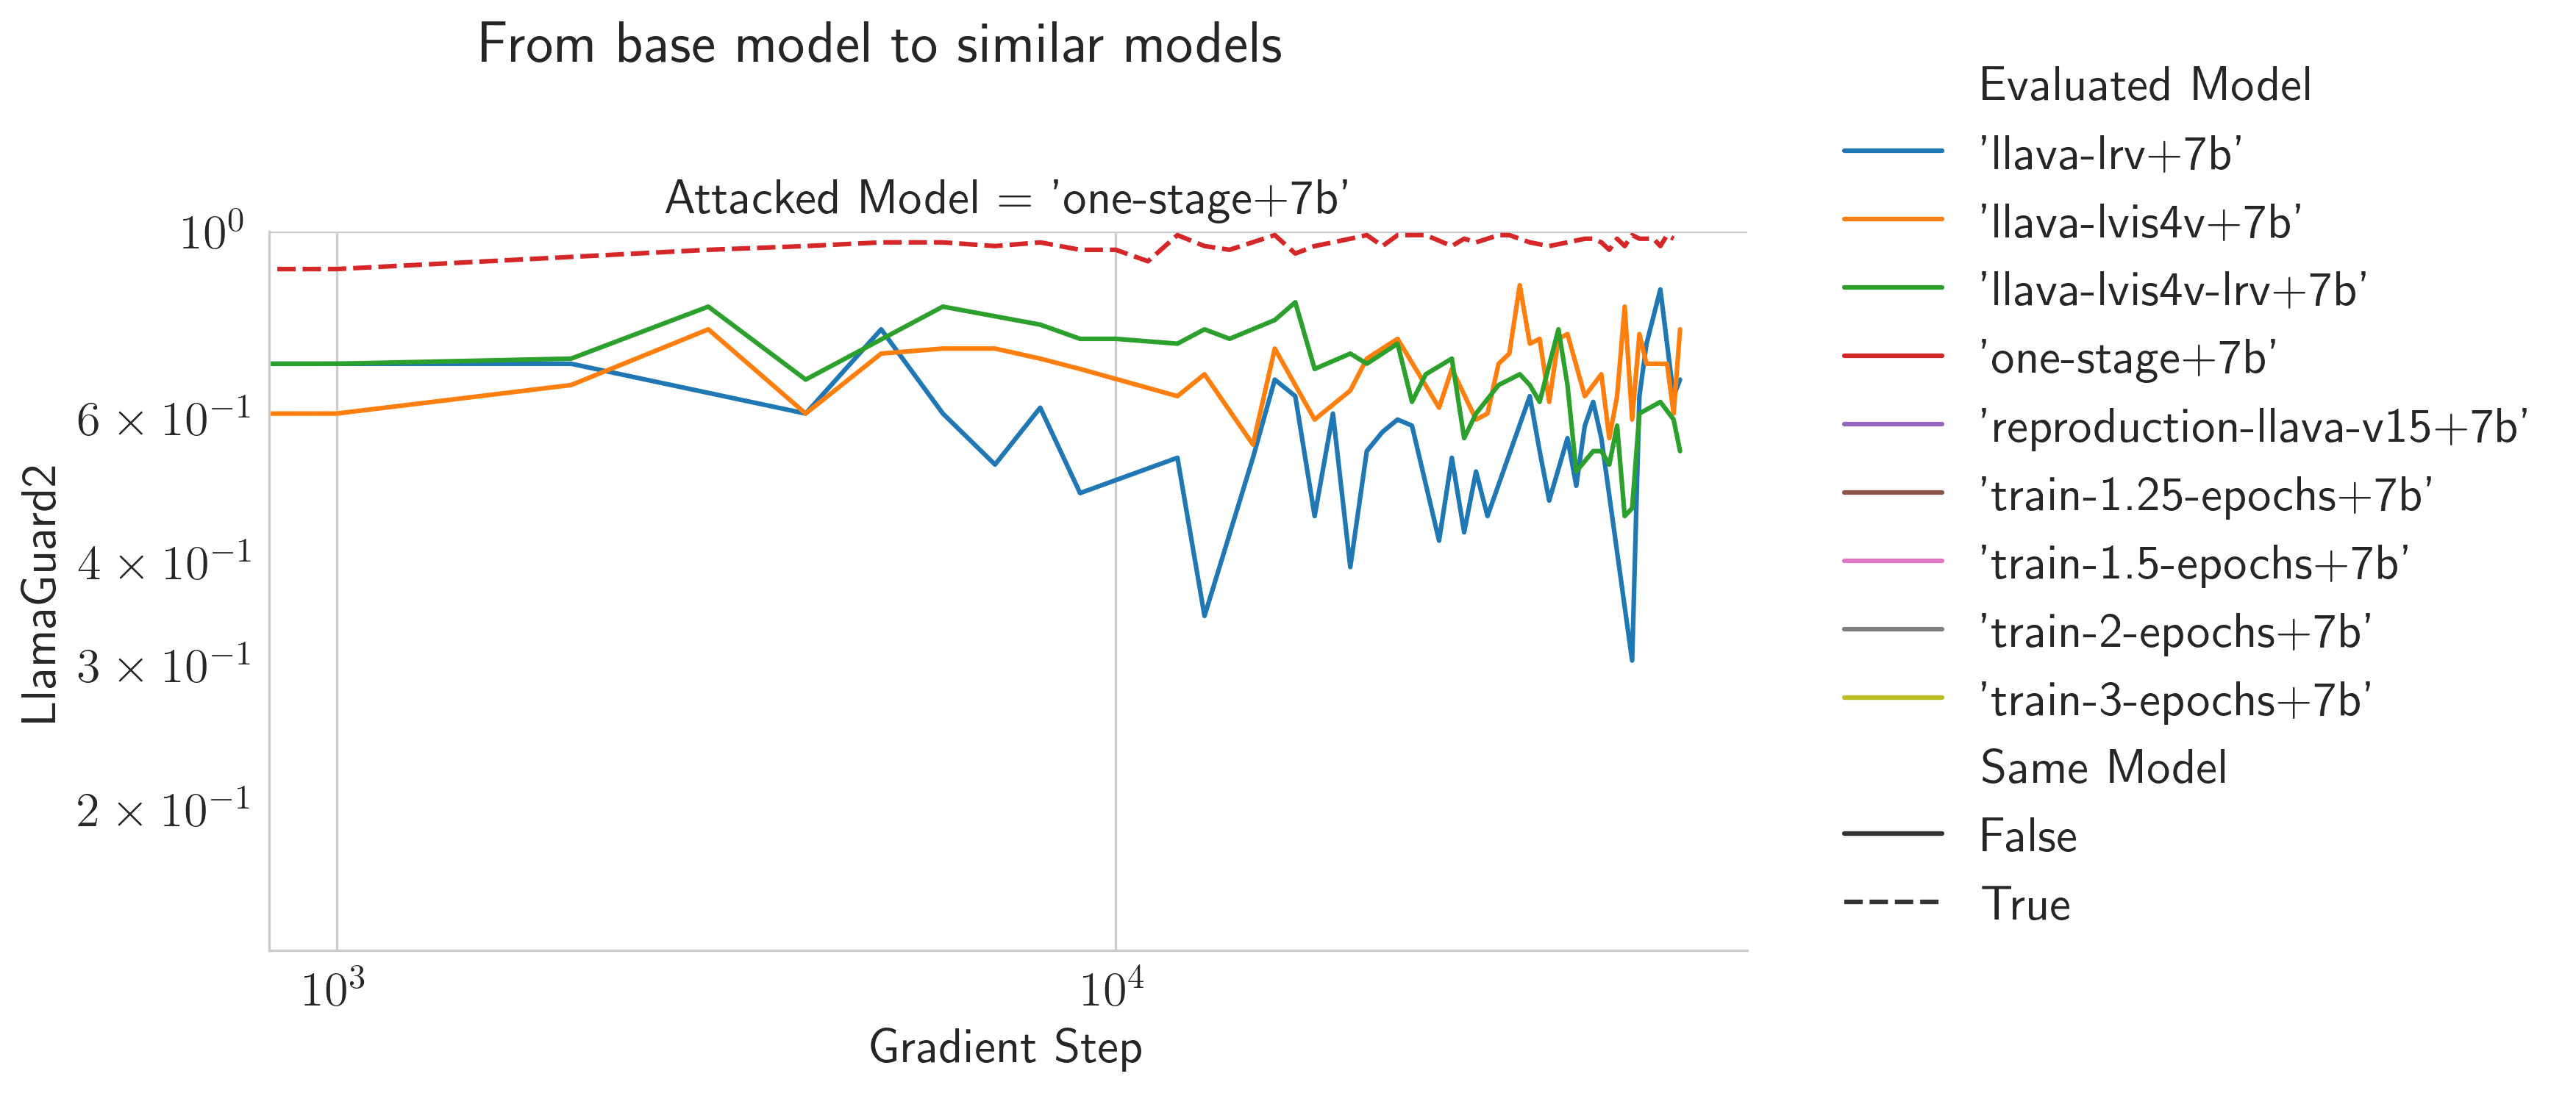 From base model to similar models
Attacked Model = 'one-stage+7b'
LlamaGuard2
10^0
6 × 10^−1
4 × 10^−1
3 × 10^−1
2 × 10^−1
10^3
10^4
Gradient Step
Evaluated Model
'llava-lrv+7b'
'llava-lvis4v+7b'
'llava-lvis4v-lrv+7b'
'one-stage+7b'
'reproduction-llava-v15+7b'
'train-1.25-epochs+7b'
'train-1.5-epochs+7b'
'train-2-epochs+7b'
'train-3-epochs+7b'
Same Model
False
True